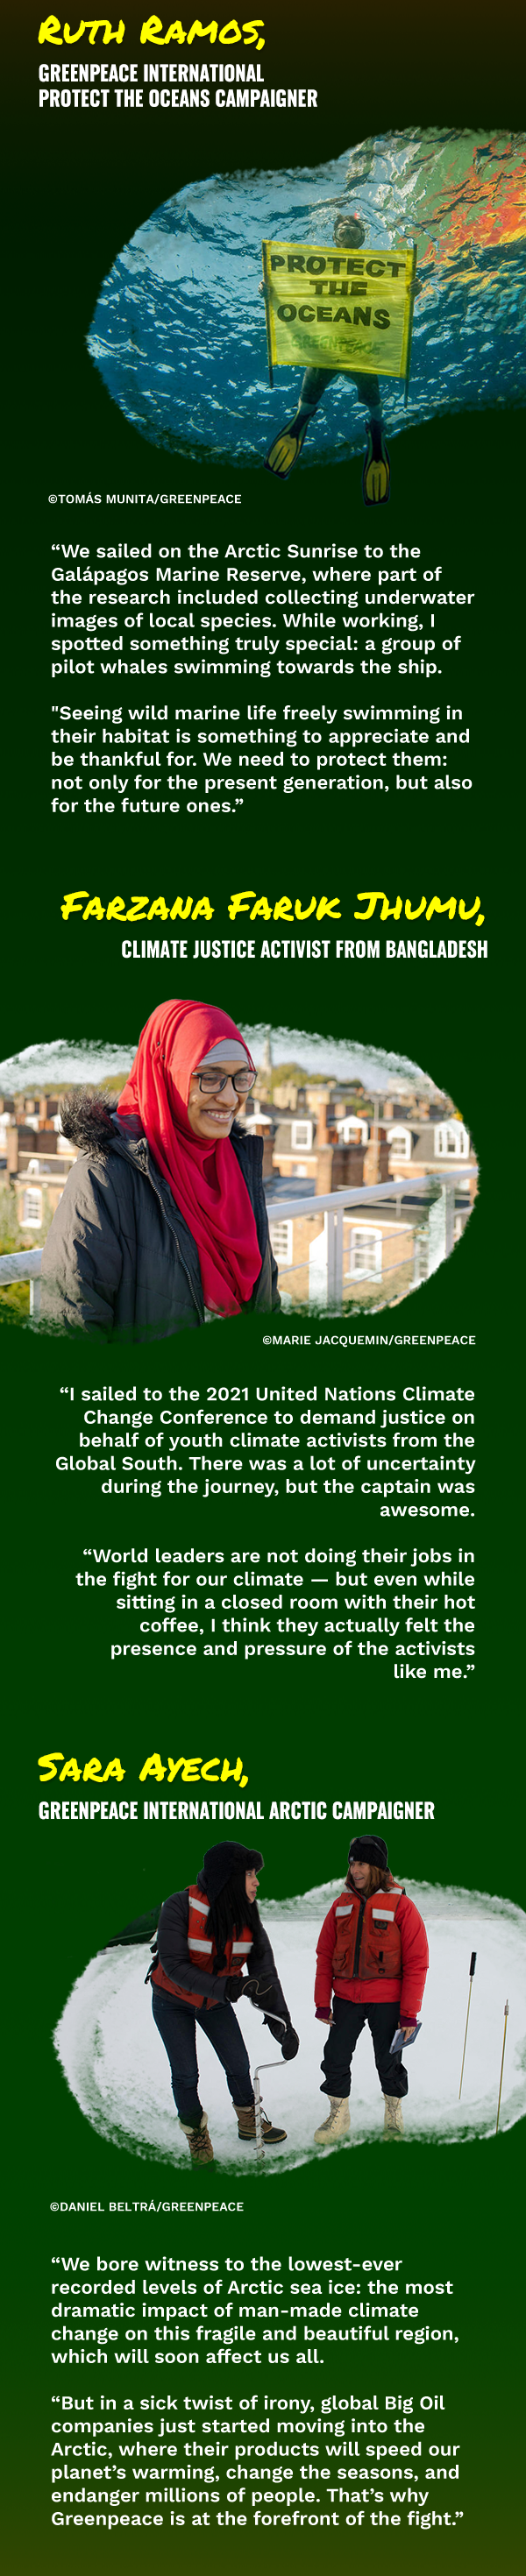 Ruth Ramos,
GREENPEACE INTERNATIONAL
PROTECT THE OCEANS CAMPAIGNER
PROTECT
THE
OCEANS
GREENPEACE
©TOMÁS MUNITA/GREENPEACE
“We sailed on the Arctic Sunrise to the
Galápagos Marine Reserve, where part of
the research included collecting underwater
images of local species. While working, I
spotted something truly special: a group of
pilot whales swimming towards the ship.
"Seeing wild marine life freely swimming in
their habitat is something to appreciate and
be thankful for. We need to protect them:
not only for the present generation, but also
for the future ones.”
Farzana Faruk Jhumu,
CLIMATE JUSTICE ACTIVIST FROM BANGLADESH
©MARIE JACQUEMIN/GREENPEACE
“I sailed to the 2021 United Nations Climate
Change Conference to demand justice on
behalf of youth climate activists from the
Global South. There was a lot of uncertainty
during the journey, but the captain was
awesome.
“World leaders are not doing their jobs in
the fight for our climate — but even while
sitting in a closed room with their hot
coffee, I think they actually felt the
presence and pressure of the activists
like me.”
Sara Ayech,
GREENPEACE INTERNATIONAL ARCTIC CAMPAIGNER
©DANIEL BELTRÁ/GREENPEACE
“We bore witness to the lowest-ever
recorded levels of Arctic sea ice: the most
dramatic impact of man-made climate
change on this fragile and beautiful region,
which will soon affect us all.
“But in a sick twist of irony, global Big Oil
companies just started moving into the
Arctic, where their products will speed our
planet’s warming, change the seasons, and
endanger millions of people. That’s why
Greenpeace is at the forefront of the fight.”